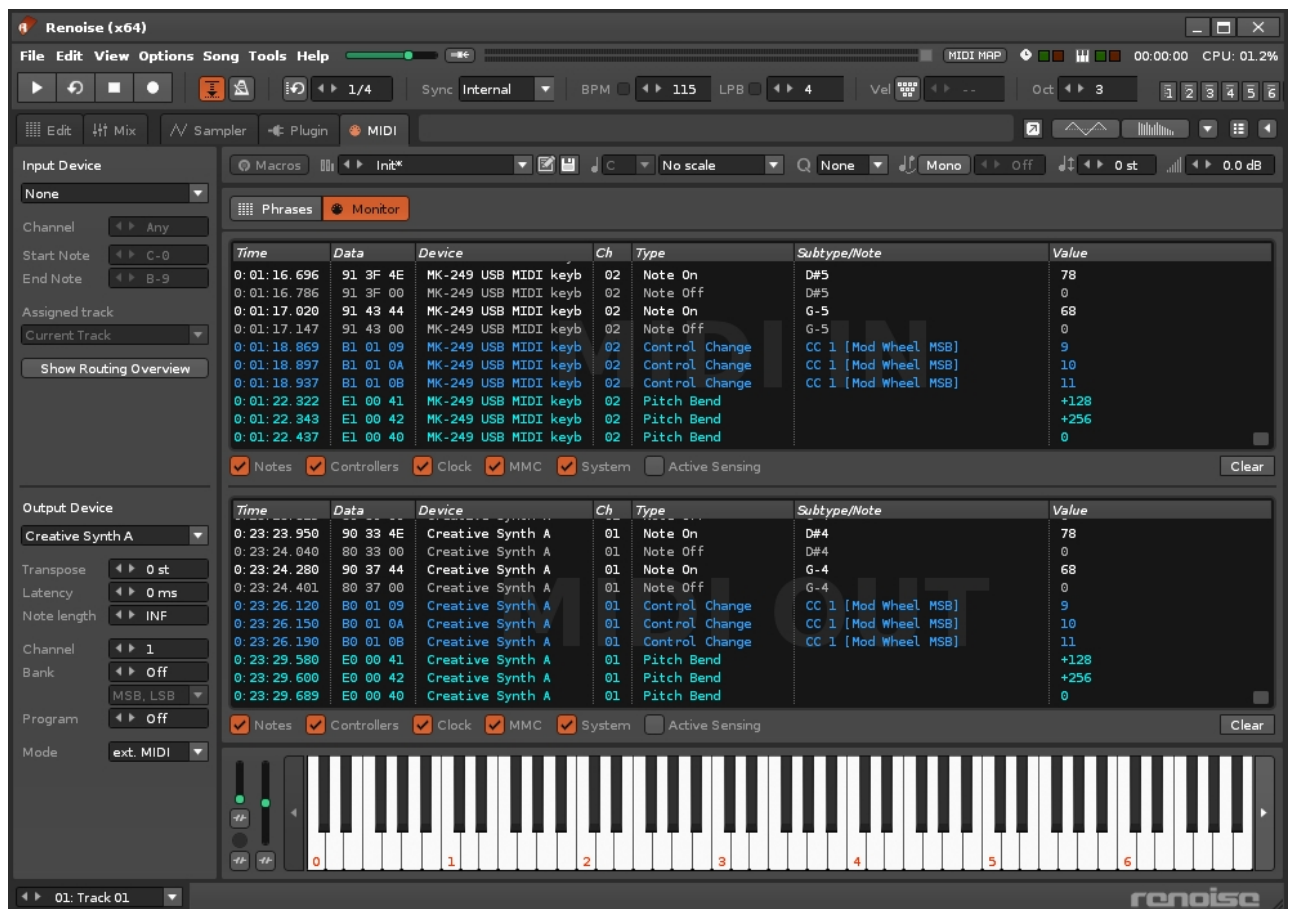 Renoise (x64)
File Edit View Options Song Tools Help MIDI MAP 00:00:00 CPU: 01.2%
1/4 Sync Internal BPM 115 LPB 4 Vel -- Oct 3 1 2 3 4 5 6
Edit Mix Sampler Plugin MIDI
Input Device Macros Init* C No scale Q None Mono Off 0 st 0.0 dB
None
Phrases Monitor
Channel Any
Start Note C-0
End Note B-9
Assigned track
Current Track
Show Routing Overview
Time Data Device Ch Type Subtype/Note Value
0:01:16.696 91 3F 4E MK-249 USB MIDI keyb 02 Note On D#5 78
0:01:16.786 91 3F 00 MK-249 USB MIDI keyb 02 Note Off D#5 0
0:01:17.020 91 43 44 MK-249 USB MIDI keyb 02 Note On G-5 68
0:01:17.147 91 43 00 MK-249 USB MIDI keyb 02 Note Off G-5 0
0:01:18.869 B1 01 09 MK-249 USB MIDI keyb 02 Control Change CC 1 [Mod Wheel MSB] 9
0:01:18.897 B1 01 0A MK-249 USB MIDI keyb 02 Control Change CC 1 [Mod Wheel MSB] 10
0:01:18.937 B1 01 0B MK-249 USB MIDI keyb 02 Control Change CC 1 [Mod Wheel MSB] 11
0:01:22.322 E1 00 41 MK-249 USB MIDI keyb 02 Pitch Bend +128
0:01:22.343 E1 00 42 MK-249 USB MIDI keyb 02 Pitch Bend +256
0:01:22.437 E1 00 40 MK-249 USB MIDI keyb 02 Pitch Bend 0
MIDI IN
Notes Controllers Clock MMC System Active Sensing Clear
Output Device
Creative Synth A
Transpose 0 st
Latency 0 ms
Note length INF
Channel 1
Bank Off
MSB, LSB
Program Off
Mode ext. MIDI
Time Data Device Ch Type Subtype/Note Value
0:23:23.950 90 33 4E Creative Synth A 01 Note On D#4 78
0:23:24.040 80 33 00 Creative Synth A 01 Note Off D#4 0
0:23:24.280 90 37 44 Creative Synth A 01 Note On G-4 68
0:23:24.401 80 37 00 Creative Synth A 01 Note Off G-4 0
0:23:26.120 B0 01 09 Creative Synth A 01 Control Change CC 1 [Mod Wheel MSB] 9
0:23:26.150 B0 01 0A Creative Synth A 01 Control Change CC 1 [Mod Wheel MSB] 10
0:23:26.190 B0 01 0B Creative Synth A 01 Control Change CC 1 [Mod Wheel MSB] 11
0:23:29.580 E0 00 41 Creative Synth A 01 Pitch Bend +128
0:23:29.600 E0 00 42 Creative Synth A 01 Pitch Bend +256
0:23:29.689 E0 00 40 Creative Synth A 01 Pitch Bend 0
MIDI OUT
Notes Controllers Clock MMC System Active Sensing Clear
0 1 2 3 4 5 6
01: Track 01 renoise